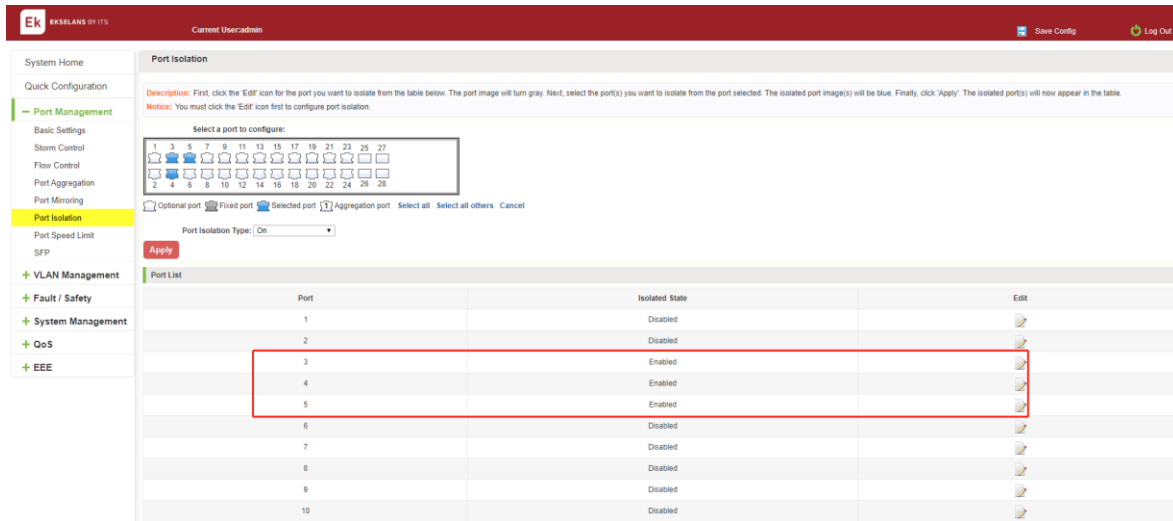 Ek EKSELANS BY ITS
Current User:admin
Save Config
Log Out
System Home
Quick Configuration
Port Management
Basic Settings
Storm Control
Flow Control
Port Aggregation
Port Mirroring
Port Isolation
Port Speed Limit
SFP
VLAN Management
Fault / Safety
System Management
QoS
EEE
Port Isolation
Description: First, click the 'Edit' icon for the port you want to isolate from the table below. The port image will turn gray. Next, select the port(s) you want to isolate from the port selected. The isolated port image(s) will be blue. Finally, click 'Apply'. The isolated port(s) will now appear in the table.
Notice: You must click the 'Edit' icon first to configure port isolation.
Select a port to configure:
1 3 5 7 9 11 13 15 17 19 21 23 25 27
2 4 6 8 10 12 14 16 18 20 22 24 26 28
Optional port Fixed port Selected port 1 Aggregation port Select all Select all others Cancel
Port Isolation Type: On
Apply
Port List
Port Isolated State Edit
1 Disabled
2 Disabled
3 Enabled
4 Enabled
5 Enabled
6 Disabled
7 Disabled
8 Disabled
9 Disabled
10 Disabled